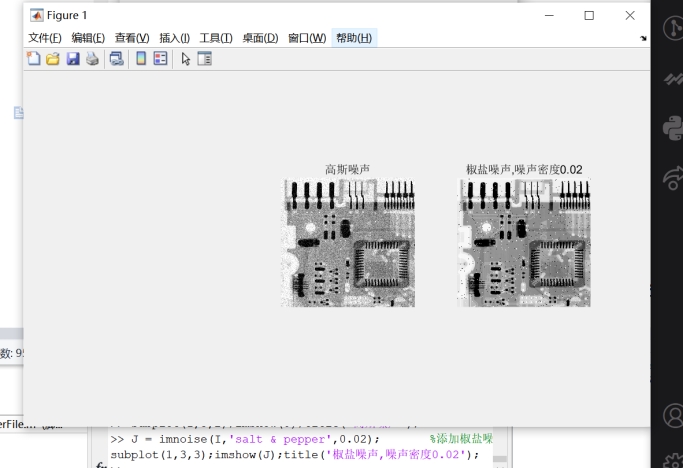 Figure 1
文件(F) 编辑(E) 查看(V) 插入(I) 工具(T) 桌面(D) 窗口(W) 帮助(H)
高斯噪声
椒盐噪声,噪声密度0.02
数: 95
>> J = imnoise(I,'salt & pepper',0.02); %添加椒盐噪
subplot(1,3,3);imshow(J);title('椒盐噪声,噪声密度0.02');